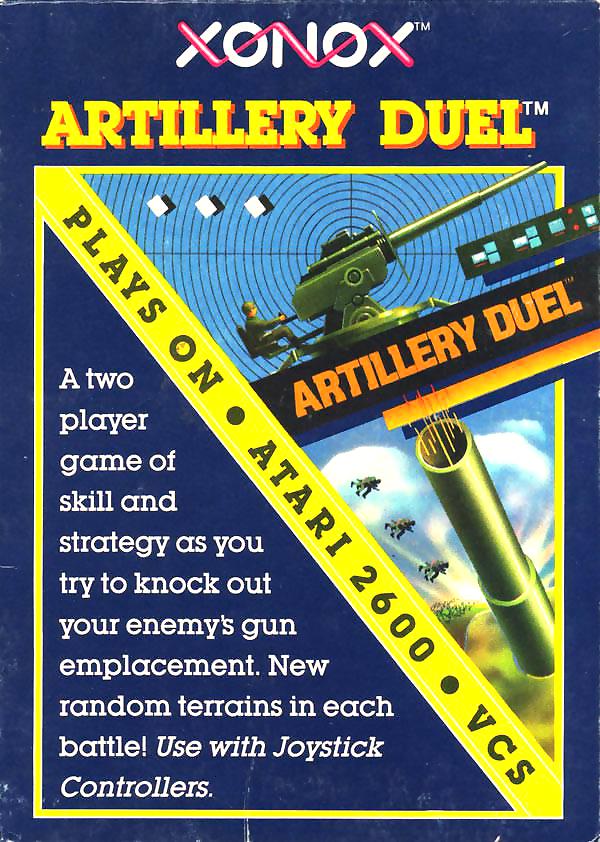 XONOX™
ARTILLERY DUEL™
PLAYS ON • ATARI 2600 • VCS
ARTILLERY DUEL™
A two
player
game of
skill and
strategy as you
try to knock out
your enemy's gun
emplacement. New
random terrains in each
battle! Use with Joystick
Controllers.